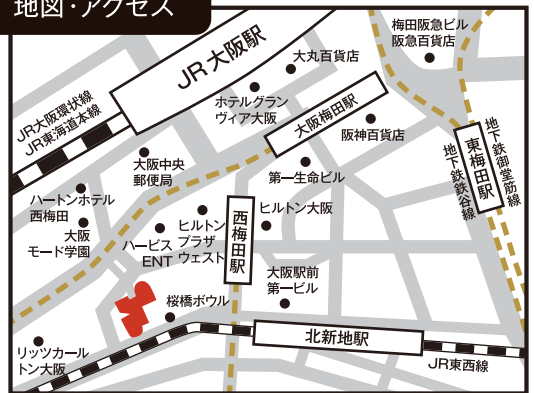 地図・アクセス
梅田阪急ビル
阪急百貨店
JR大阪駅
大丸百貨店
ホテルグラン
ヴィア大阪
大阪梅田駅
阪神百貨店
JR大阪環状線
JR東海道本線
大阪中央
郵便局
第一生命ビル
東梅田駅
地下鉄御堂筋線
地下鉄鉄谷線
ハートンホテル
西梅田
大阪
モード学園
ハービス
ENT
ヒルトン
プラザ
ウェスト
西梅田駅
ヒルトン大阪
大阪駅前
第一ビル
桜橋ボウル
北新地駅
リッツカール
トン大阪
JR東西線